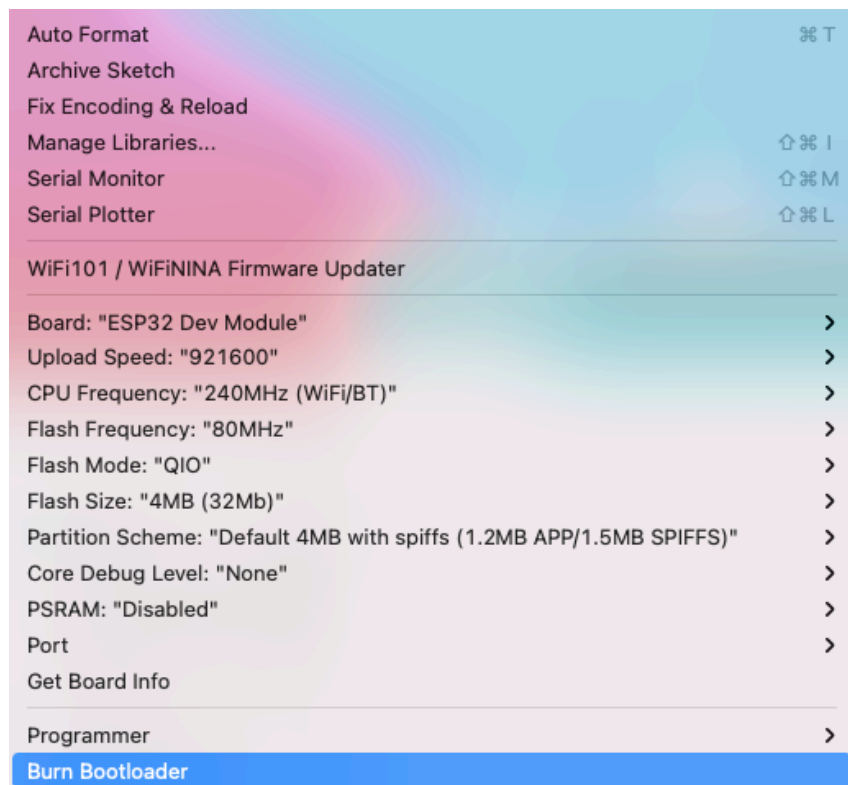 Auto Format ⌘ T
Archive Sketch
Fix Encoding & Reload
Manage Libraries... ⇧⌘ I
Serial Monitor ⇧⌘ M
Serial Plotter ⇧⌘ L
WiFi101 / WiFiNINA Firmware Updater
Board: "ESP32 Dev Module"
Upload Speed: "921600"
CPU Frequency: "240MHz (WiFi/BT)"
Flash Frequency: "80MHz"
Flash Mode: "QIO"
Flash Size: "4MB (32Mb)"
Partition Scheme: "Default 4MB with spiffs (1.2MB APP/1.5MB SPIFFS)"
Core Debug Level: "None"
PSRAM: "Disabled"
Port
Get Board Info
Programmer
Burn Bootloader